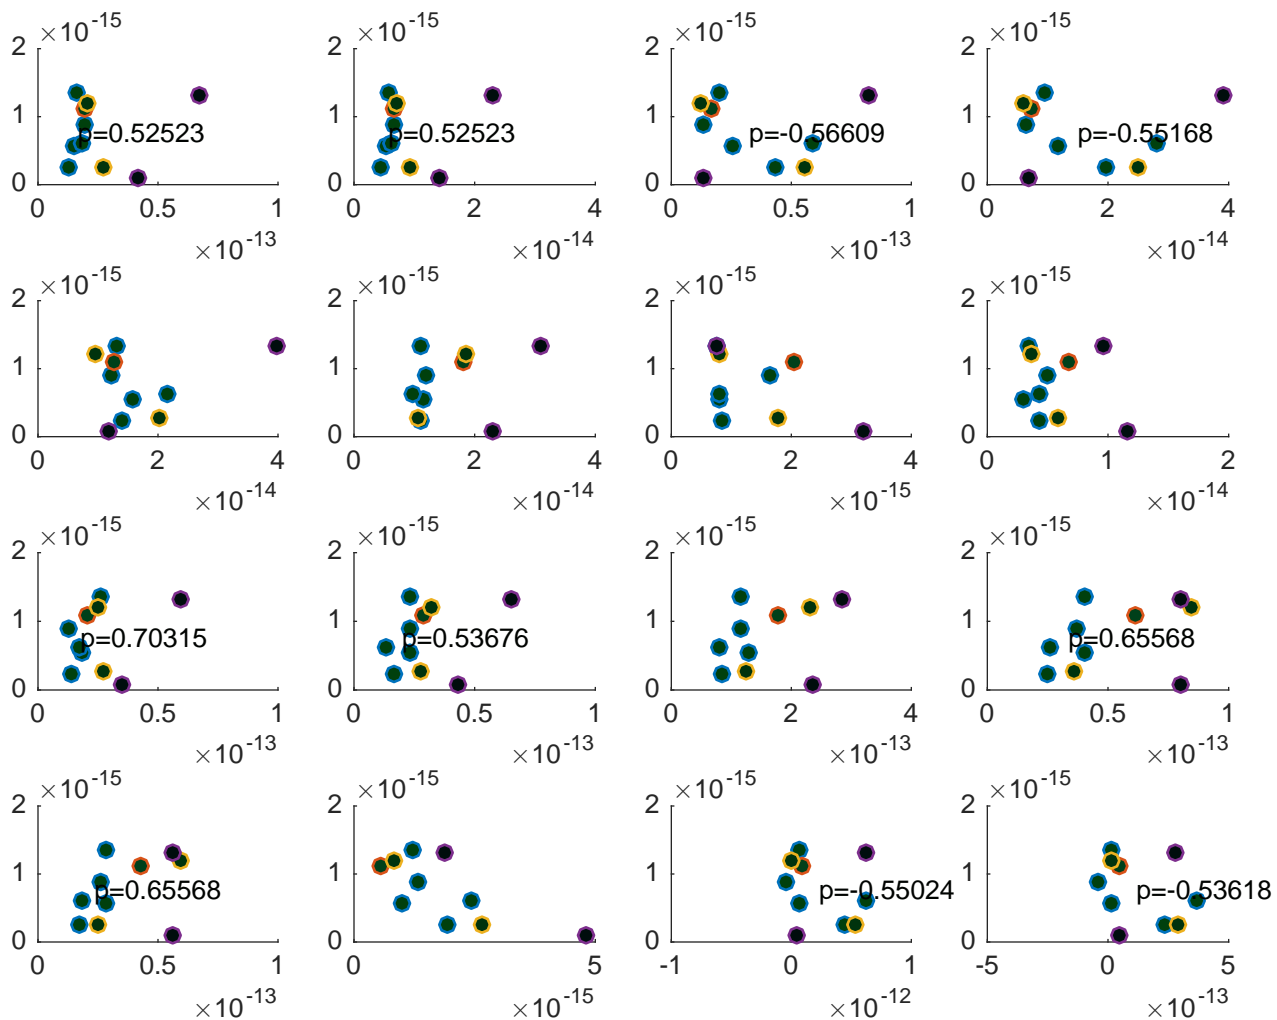 2 ×10-15 2 ×10-15 2 ×10-15 2 ×10-15
1 1 1 1
p=0.52523 p=0.52523 p=-0.56609 p=-0.55168
0 0 0 0
0 0.5 1 0 2 4 0 0.5 1 0 2 4
×10-13 ×10-14 ×10-13 ×10-14
2 ×10-15 2 ×10-15 2 ×10-15 2 ×10-15
1 1 1 1
0 0 0 0
0 2 4 0 2 4 0 2 4 0 1 2
×10-14 ×10-14 ×10-15 ×10-14
2 ×10-15 2 ×10-15 2 ×10-15 2 ×10-15
1 1 1 1
p=0.70315 p=0.53676 p=0.65568
0 0 0 0
0 0.5 1 0 0.5 1 0 2 4 0 0.5 1
×10-13 ×10-13 ×10-13 ×10-13
2 ×10-15 2 ×10-15 2 ×10-15 2 ×10-15
1 1 1 1
p=0.65568 p=-0.55024 p=-0.53618
0 0 0 0
0 0.5 1 0 5 -1 0 1 -5 0 5
×10-13 ×10-15 ×10-12 ×10-13